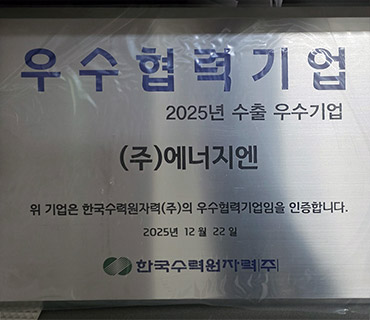 우수협력기업
2025년 수출 우수기업
(주)에너지엔
위 기업은 한국수력원자력(주)의 우수협력기업임을 인증합니다.
2025년 12월 22일
한국수력원자력(주)